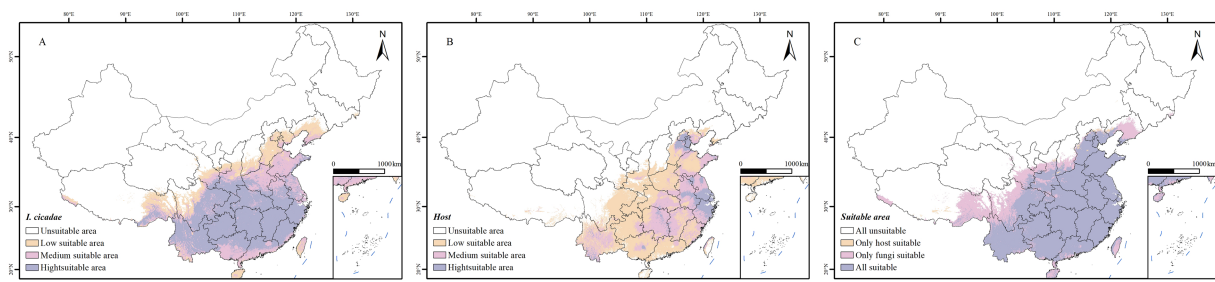 80°E 90°E 100°E 110°E 120°E 130°E
A
N
50°N
40°N
30°N
20°N
0 1000km
I. cicadae
Unsuitable area
Low suitable area
Medium suitable area
Hightsuitable area
80°E 90°E 100°E 110°E 120°E 130°E
B
N
50°N
40°N
30°N
20°N
0 1000km
Host
Unsuitable area
Low suitable area
Medium suitable area
Hightsuitable area
80°E 90°E 100°E 110°E 120°E 130°E
C
N
50°N
40°N
30°N
20°N
0 1000km
Suitable area
All unsuitable
Only host suitable
Only fungi suitable
All suitable